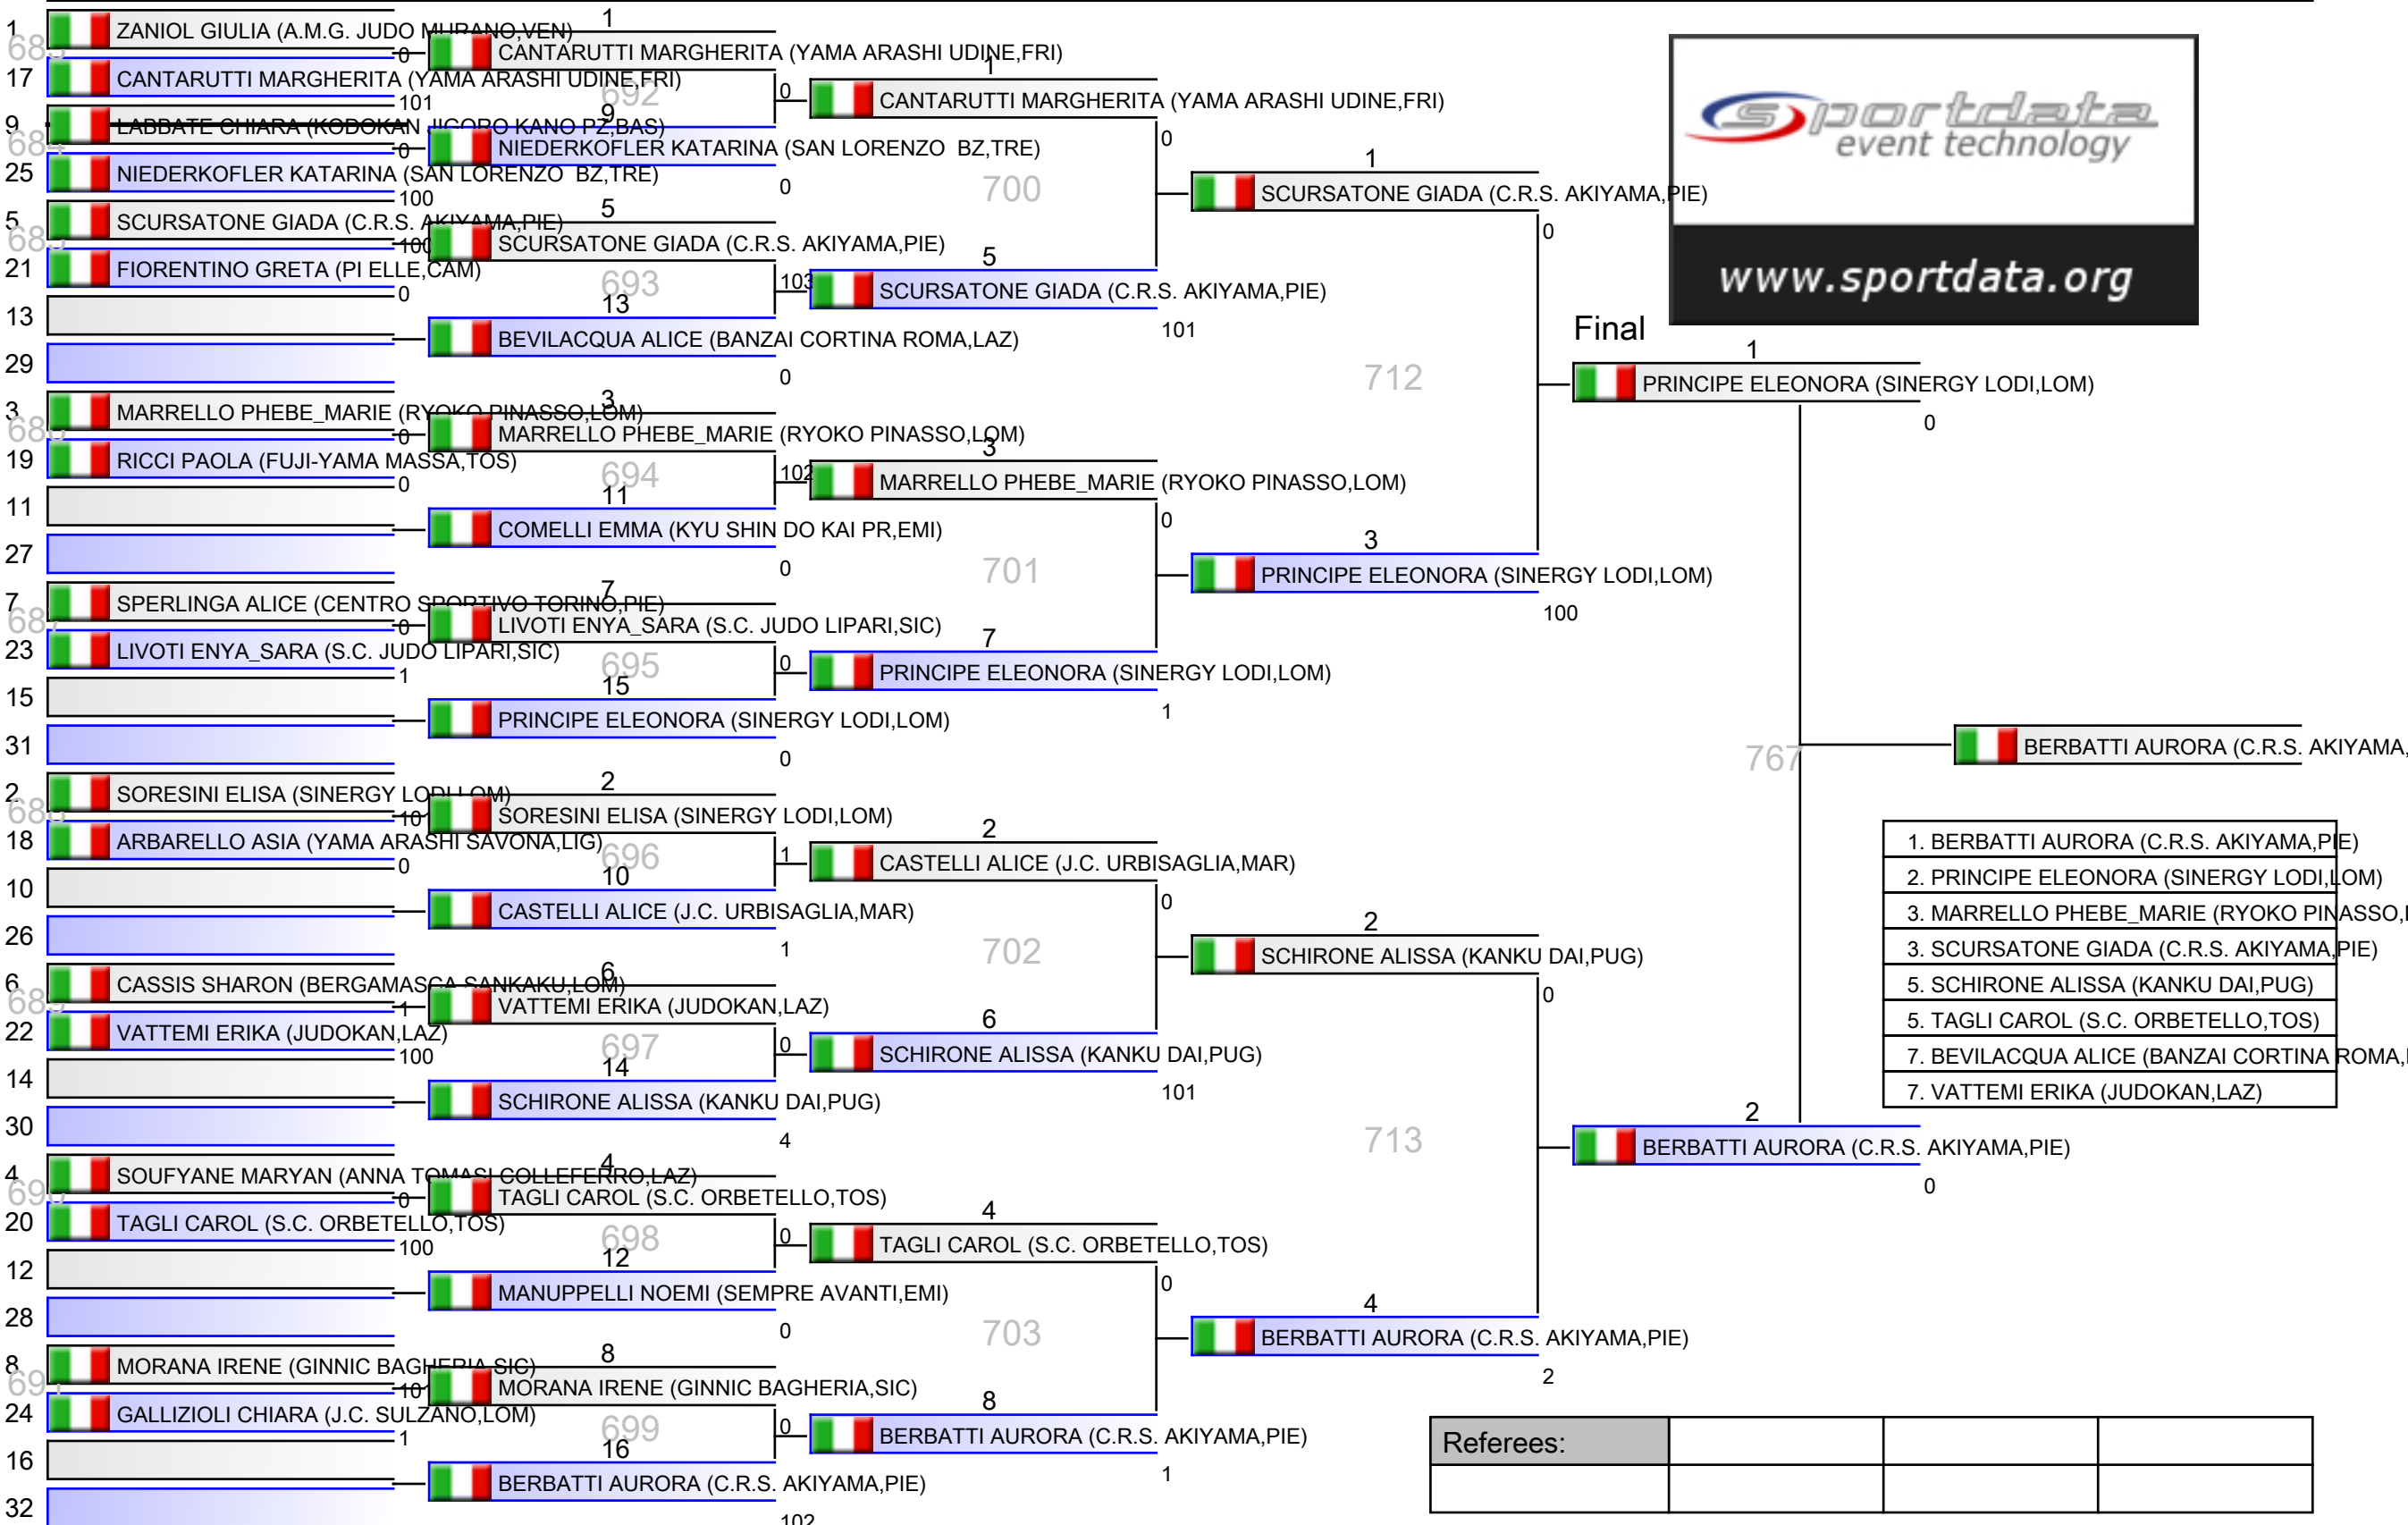 1 ZANIOL GIULIA (A.M.G. JUDO MURANO,VEN)
0
17 CANTARUTTI MARGHERITA (YAMA ARASHI UDINE,FRI)
101
9 LABBATE CHIARA (KODOKAN JIGORO KANO PZ,BAS)
0
25 NIEDERKOFLER KATARINA (SAN LORENZO BZ,TRE)
100
5 SCURSATONE GIADA (C.R.S. AKIYAMA,PIE)
100
21 FIORENTINO GRETA (PI ELLE,CAM)
0
13
29
3 MARRELLO PHEBE_MARIE (RYOKO PINASSO,LOM)
0
19 RICCI PAOLA (FUJI-YAMA MASSA,TOS)
0
11
27
7 SPERLINGA ALICE (CENTRO SPORTIVO TORINO,PIE)
0
23 LIVOTI ENYA_SARA (S.C. JUDO LIPARI,SIC)
1
15
31
2 SORESINI ELISA (SINERGY LODI,LOM)
18 ARBARELLO ASIA (YAMA ARASHI SAVONA,LIG)
0
10
26
6 CASSIS SHARON (BERGAMASCA SANKAKU,LOM)
1
22 VATTEMI ERIKA (JUDOKAN,LAZ)
100
14
30
4 SOUFYANE MARYAN (ANNA TOMASI COLLEFERRO,LAZ)
0
20 TAGLI CAROL (S.C. ORBETELLO,TOS)
100
12
28
8 MORANA IRENE (GINNIC BAGHERIA,SIC)
24 GALLIZIOLI CHIARA (J.C. SULZANO,LOM)
1
16
32
1
CANTARUTTI MARGHERITA (YAMA ARASHI UDINE,FRI)
0
692
9
NIEDERKOFLER KATARINA (SAN LORENZO BZ,TRE)
0
5
SCURSATONE GIADA (C.R.S. AKIYAMA,PIE)
103
693
13
BEVILACQUA ALICE (BANZAI CORTINA ROMA,LAZ)
0
3
MARRELLO PHEBE_MARIE (RYOKO PINASSO,LOM)
102
694
11
COMELLI EMMA (KYU SHIN DO KAI PR,EMI)
0
7
LIVOTI ENYA_SARA (S.C. JUDO LIPARI,SIC)
0
695
15
PRINCIPE ELEONORA (SINERGY LODI,LOM)
0
2
SORESINI ELISA (SINERGY LODI,LOM)
1
696
10
CASTELLI ALICE (J.C. URBISAGLIA,MAR)
1
6
VATTEMI ERIKA (JUDOKAN,LAZ)
0
697
14
SCHIRONE ALISSA (KANKU DAI,PUG)
4
4
TAGLI CAROL (S.C. ORBETELLO,TOS)
0
698
12
MANUPPELLI NOEMI (SEMPRE AVANTI,EMI)
0
8
MORANA IRENE (GINNIC BAGHERIA,SIC)
0
699
16
BERBATTI AURORA (C.R.S. AKIYAMA,PIE)
102
1
CANTARUTTI MARGHERITA (YAMA ARASHI UDINE,FRI)
0
700
5
SCURSATONE GIADA (C.R.S. AKIYAMA,PIE)
101
3
MARRELLO PHEBE_MARIE (RYOKO PINASSO,LOM)
0
701
7
PRINCIPE ELEONORA (SINERGY LODI,LOM)
1
2
CASTELLI ALICE (J.C. URBISAGLIA,MAR)
0
702
6
SCHIRONE ALISSA (KANKU DAI,PUG)
101
4
TAGLI CAROL (S.C. ORBETELLO,TOS)
0
703
8
BERBATTI AURORA (C.R.S. AKIYAMA,PIE)
1
1
SCURSATONE GIADA (C.R.S. AKIYAMA,PIE)
0
712
3
PRINCIPE ELEONORA (SINERGY LODI,LOM)
100
2
SCHIRONE ALISSA (KANKU DAI,PUG)
0
713
4
BERBATTI AURORA (C.R.S. AKIYAMA,PIE)
2
sportdata
event technology
www.sportdata.org
Final
1
PRINCIPE ELEONORA (SINERGY LODI,LOM)
0
767
2
BERBATTI AURORA (C.R.S. AKIYAMA,PIE)
0
BERBATTI AURORA (C.R.S. AKIYAMA,
1. BERBATTI AURORA (C.R.S. AKIYAMA,PIE)
2. PRINCIPE ELEONORA (SINERGY LODI,LOM)
3. MARRELLO PHEBE_MARIE (RYOKO PINASSO,
3. SCURSATONE GIADA (C.R.S. AKIYAMA,PIE)
5. SCHIRONE ALISSA (KANKU DAI,PUG)
5. TAGLI CAROL (S.C. ORBETELLO,TOS)
7. BEVILACQUA ALICE (BANZAI CORTINA ROMA,
7. VATTEMI ERIKA (JUDOKAN,LAZ)
Referees: